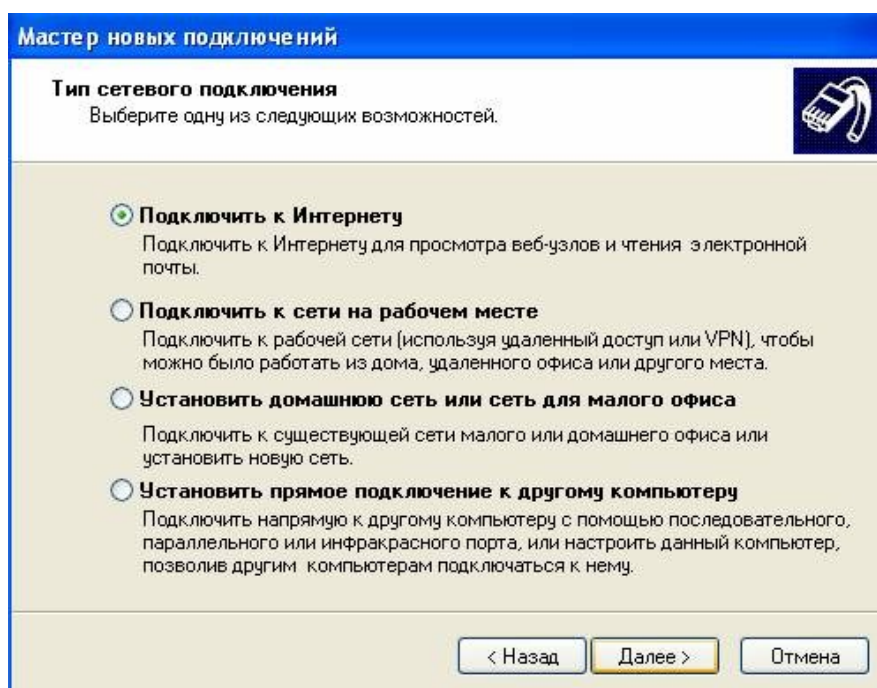 Мастер новых подключений
Тип сетевого подключения
Выберите одну из следующих возможностей.
Подключить к Интернету
Подключить к Интернету для просмотра веб-узлов и чтения электронной
почты.
Подключить к сети на рабочем месте
Подключить к рабочей сети (используя удаленный доступ или VPN), чтобы
можно было работать из дома, удаленного офиса или другого места.
Установить домашнюю сеть или сеть для малого офиса
Подключить к существующей сети малого или домашнего офиса или
установить новую сеть.
Установить прямое подключение к другому компьютеру
Подключить напрямую к другому компьютеру с помощью последовательного,
параллельного или инфракрасного порта, или настроить данный компьютер,
позволив другим компьютерам подключаться к нему.
< Назад Далее > Отмена